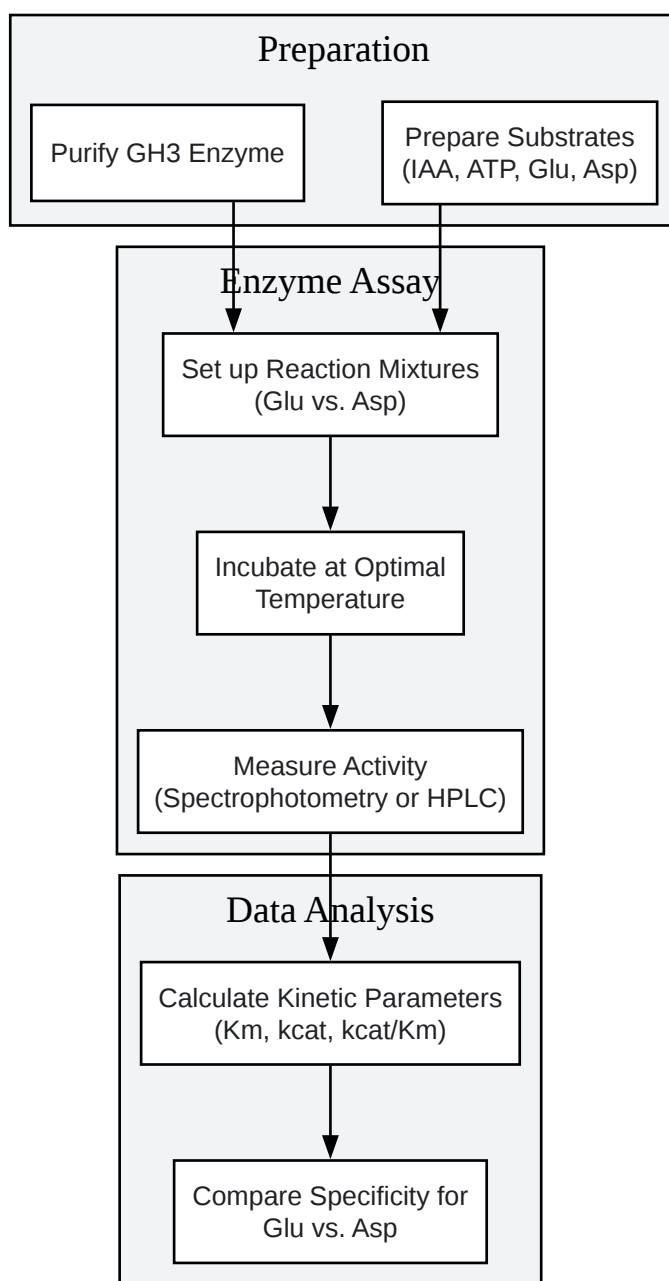 Preparation
Purify GH3 Enzyme
Prepare Substrates
(IAA, ATP, Glu, Asp)
Enzyme Assay
Set up Reaction Mixtures
(Glu vs. Asp)
Incubate at Optimal
Temperature
Measure Activity
(Spectrophotometry or HPLC)
Data Analysis
Calculate Kinetic Parameters
(Km, kcat, kcat/Km)
Compare Specificity for
Glu vs. Asp